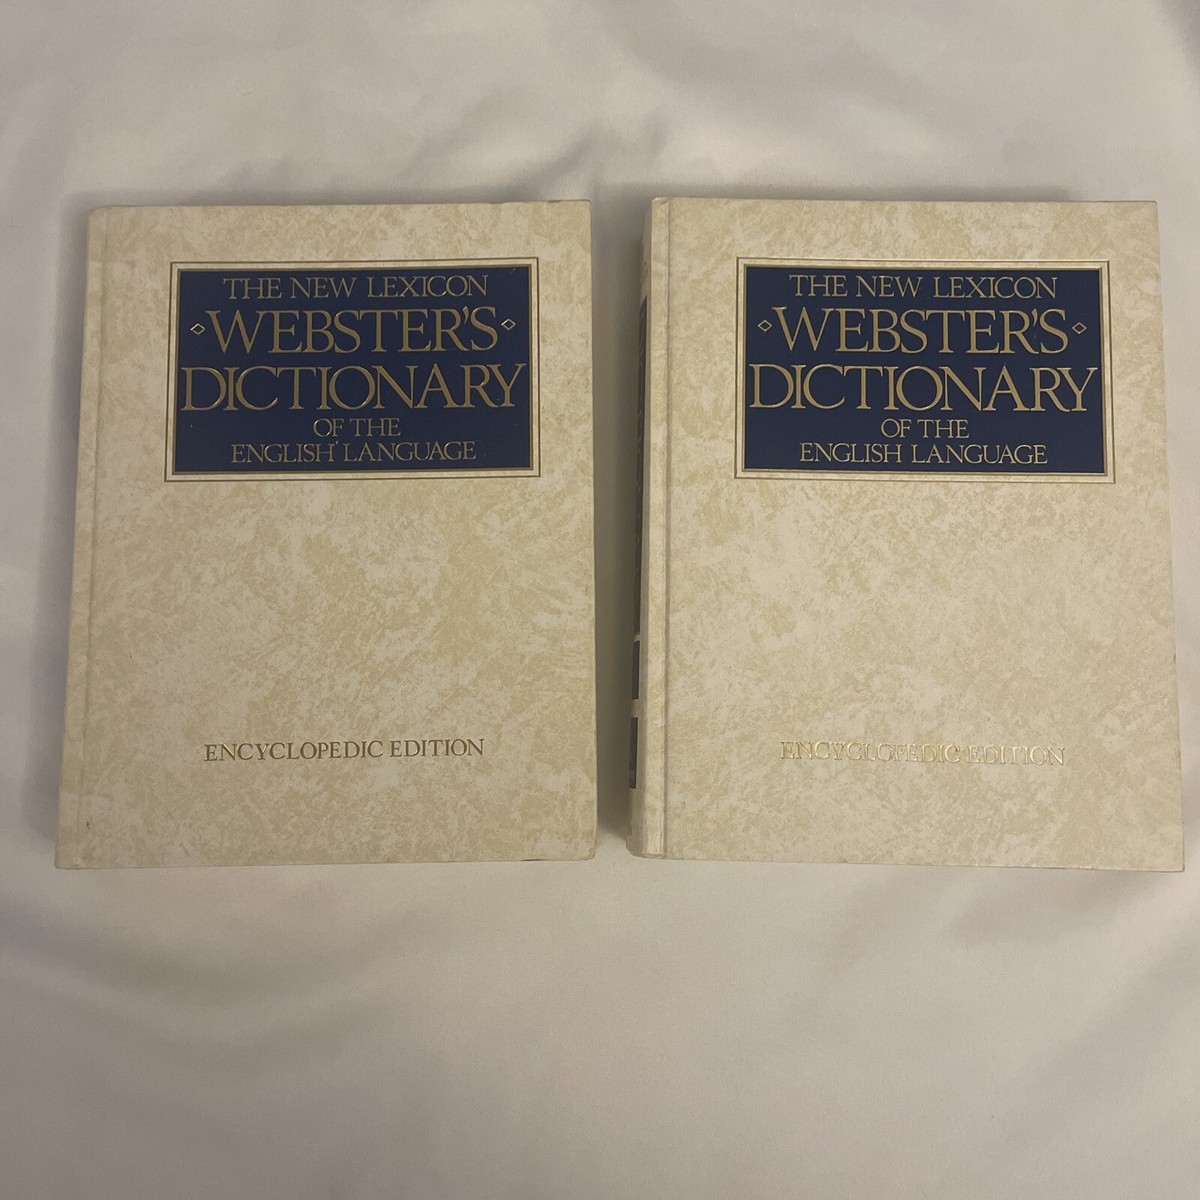 THE NEW LEXICON
WEBSTER'S
DICTIONARY
OF THE
ENGLISH LANGUAGE
ENCYCLOPEDIC EDITION
THE NEW LEXICON
WEBSTER'S
DICTIONARY
OF THE
ENGLISH LANGUAGE
ENCYCLOPEDIC EDITION